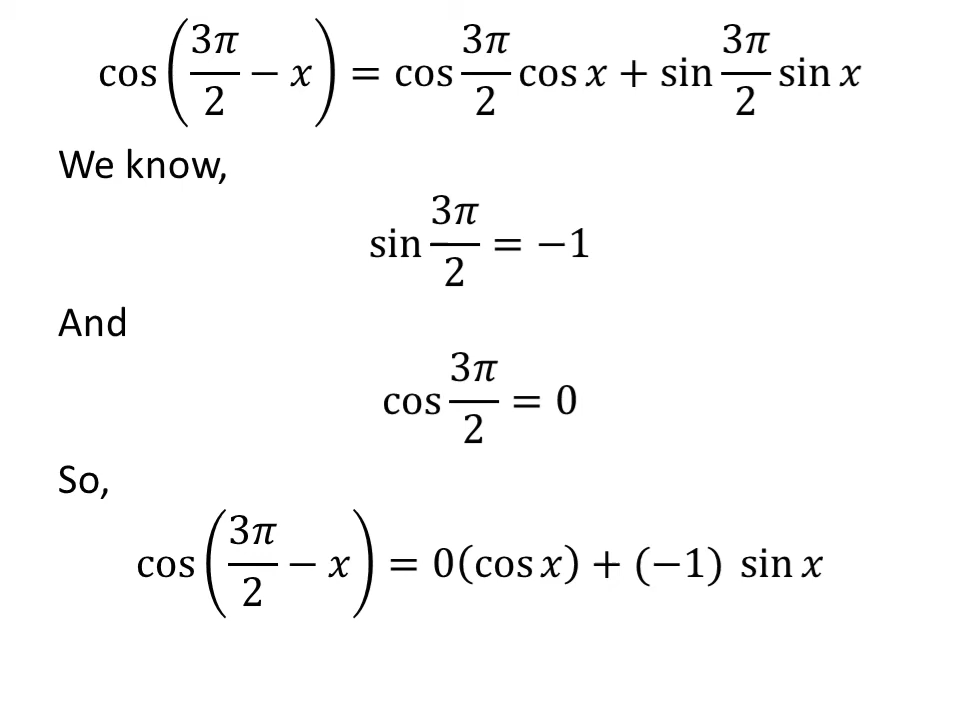 cos(3π/2 − x) = cos 3π/2 cos x + sin 3π/2 sin x
We know,
sin 3π/2 = −1
And
cos 3π/2 = 0
So,
cos(3π/2 − x) = 0(cos x) + (−1) sin x